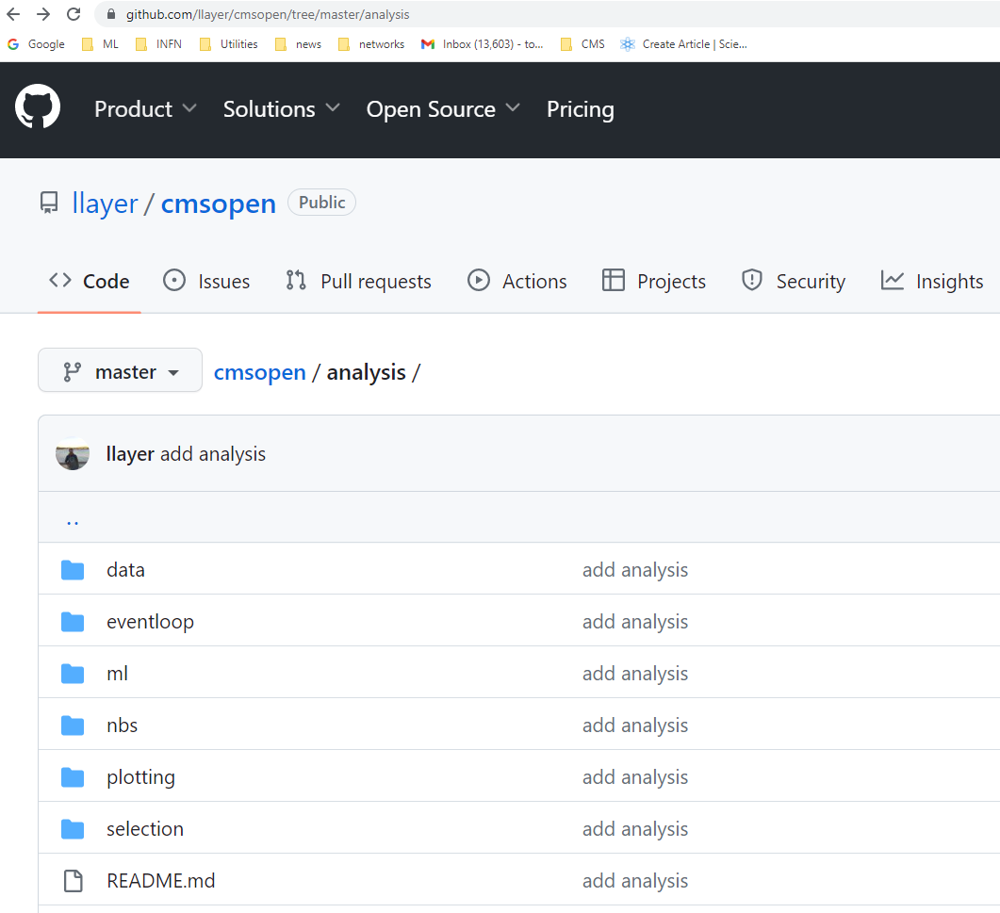 github.com/llayer/cmsopen/tree/master/analysis
Google ML INFN Utilities news networks Inbox (13,603) - to... CMS Create Article | Scie...
Product Solutions Open Source Pricing
llayer / cmsopen Public
Code Issues Pull requests Actions Projects Security Insights
master cmsopen / analysis /
llayer add analysis
..
data add analysis
eventloop add analysis
ml add analysis
nbs add analysis
plotting add analysis
selection add analysis
README.md add analysis